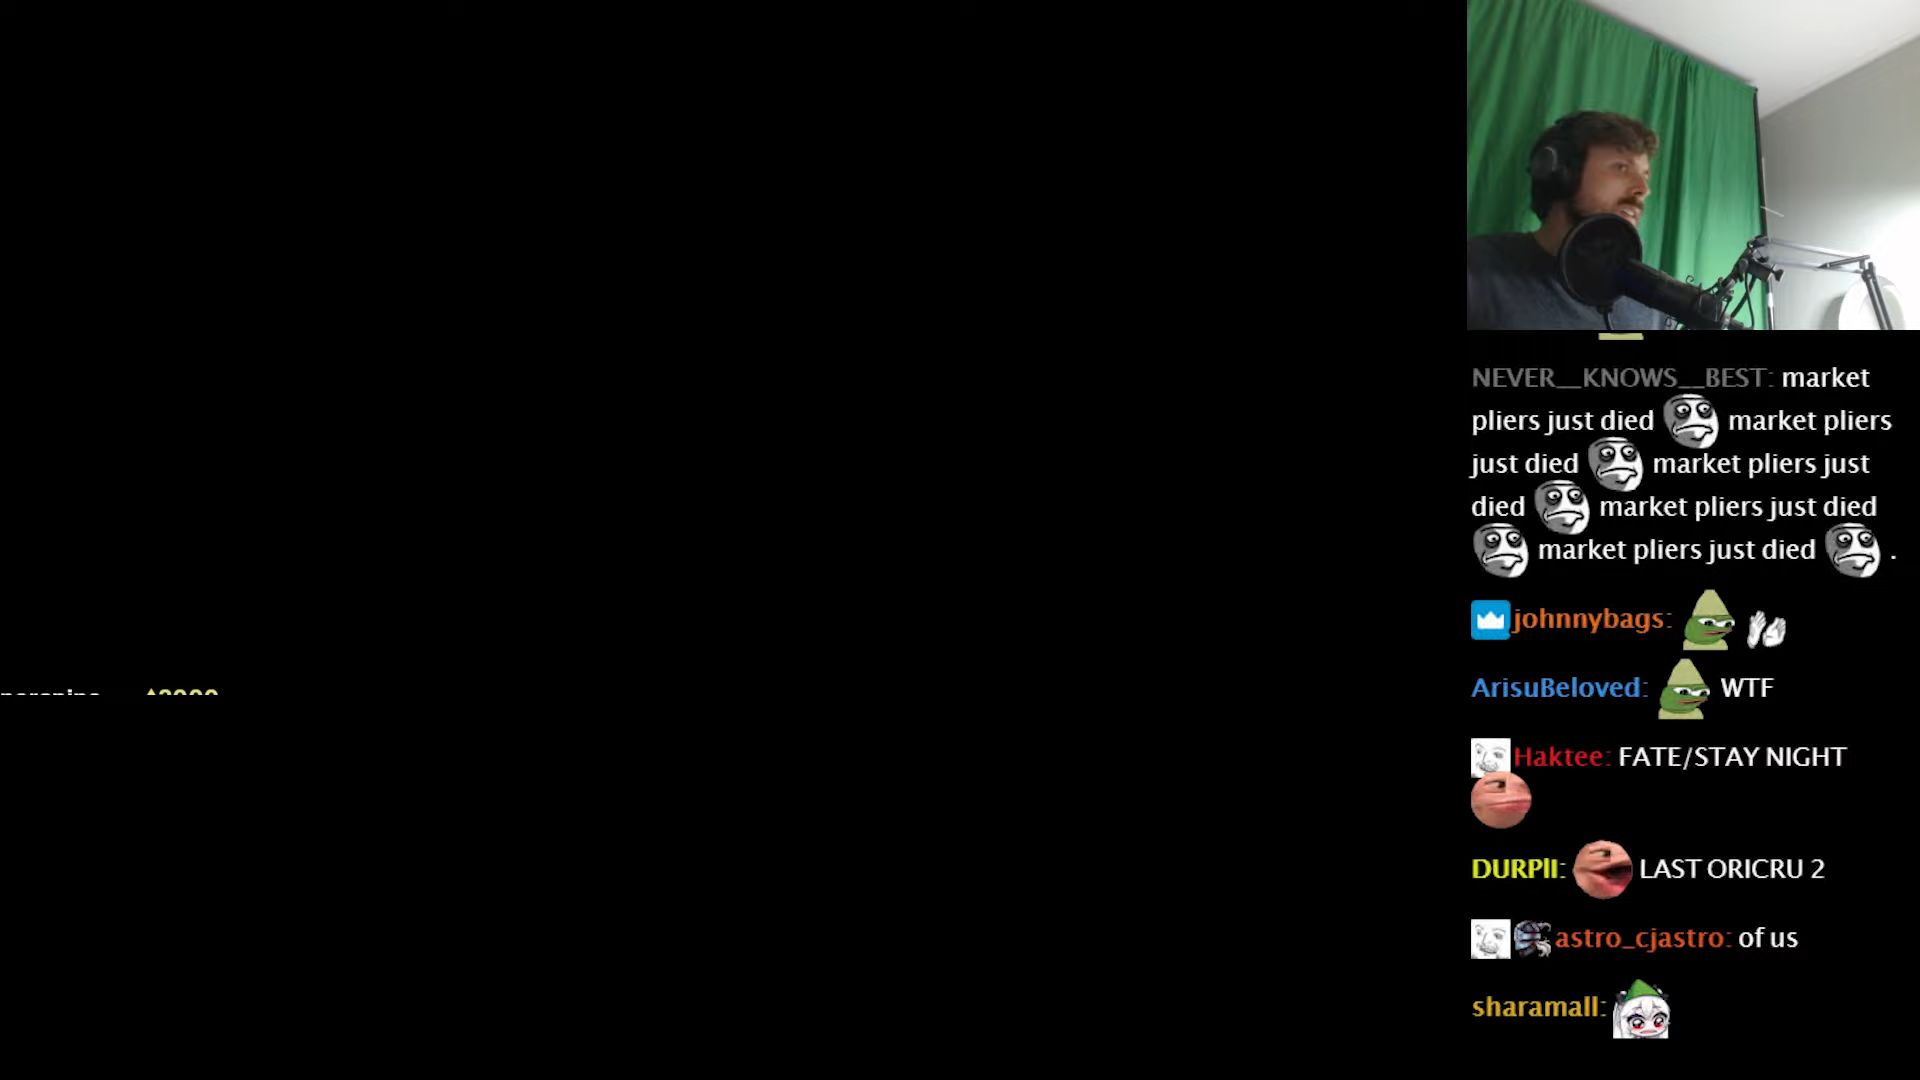 NEVER__KNOWS__BEST: market
pliers just died market pliers
just died market pliers just
died market pliers just died
market pliers just died .
johnnybags:
ArisuBeloved: WTF
Haktee: FATE/STAY NIGHT
DURPlI: LAST ORICRU 2
astro_cjastro: of us
sharamall: